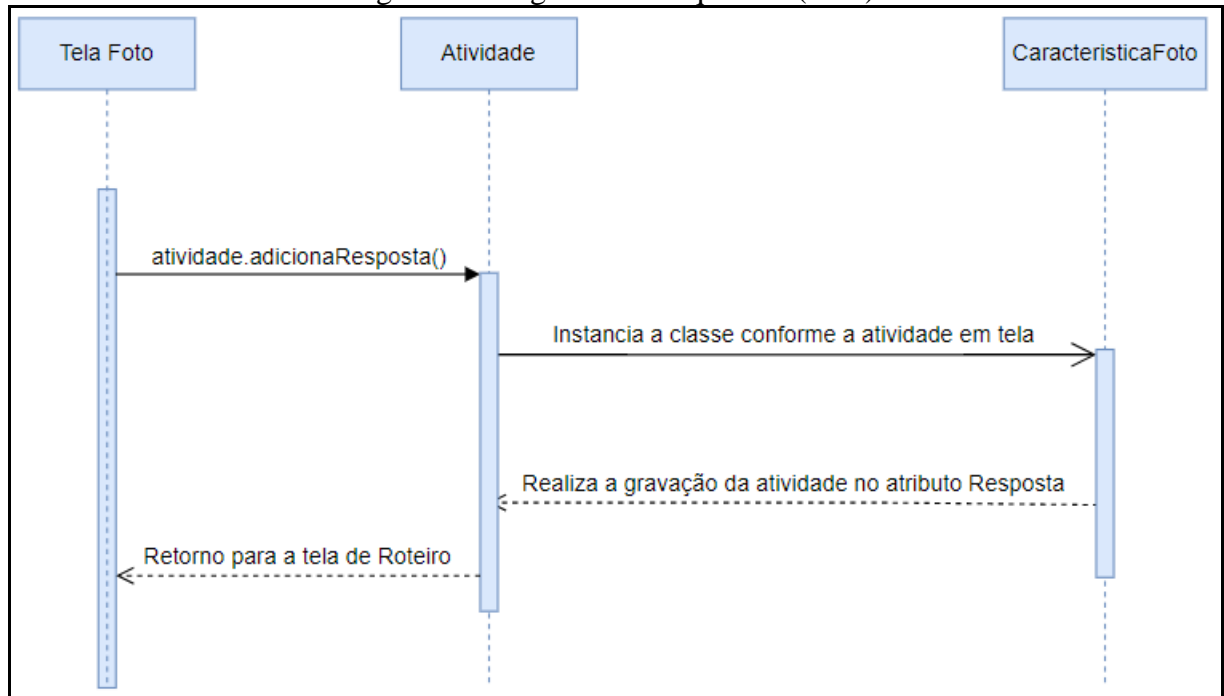 Tela Foto
Atividade
CaracteristicaFoto
atividade.adicionaResposta()
Instancia a classe conforme a atividade em tela
Realiza a gravação da atividade no atributo Resposta
Retorno para a tela de Roteiro